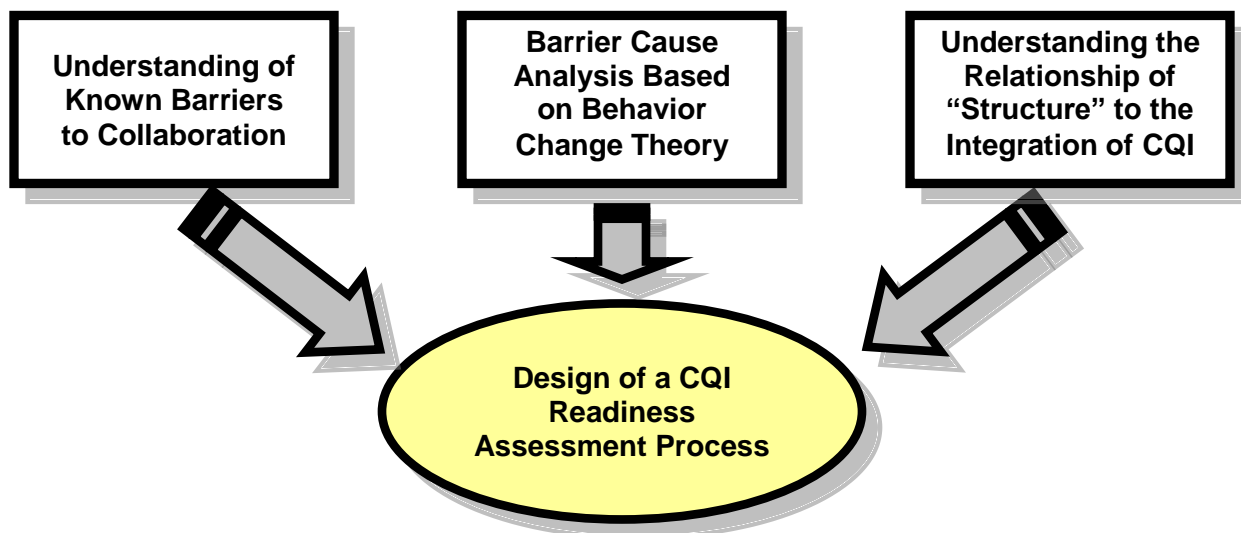 Understanding of
Known Barriers
to Collaboration
Barrier Cause
Analysis Based
on Behavior
Change Theory
Understanding the
Relationship of
“Structure” to the
Integration of CQI
Design of a CQI
Readiness
Assessment Process